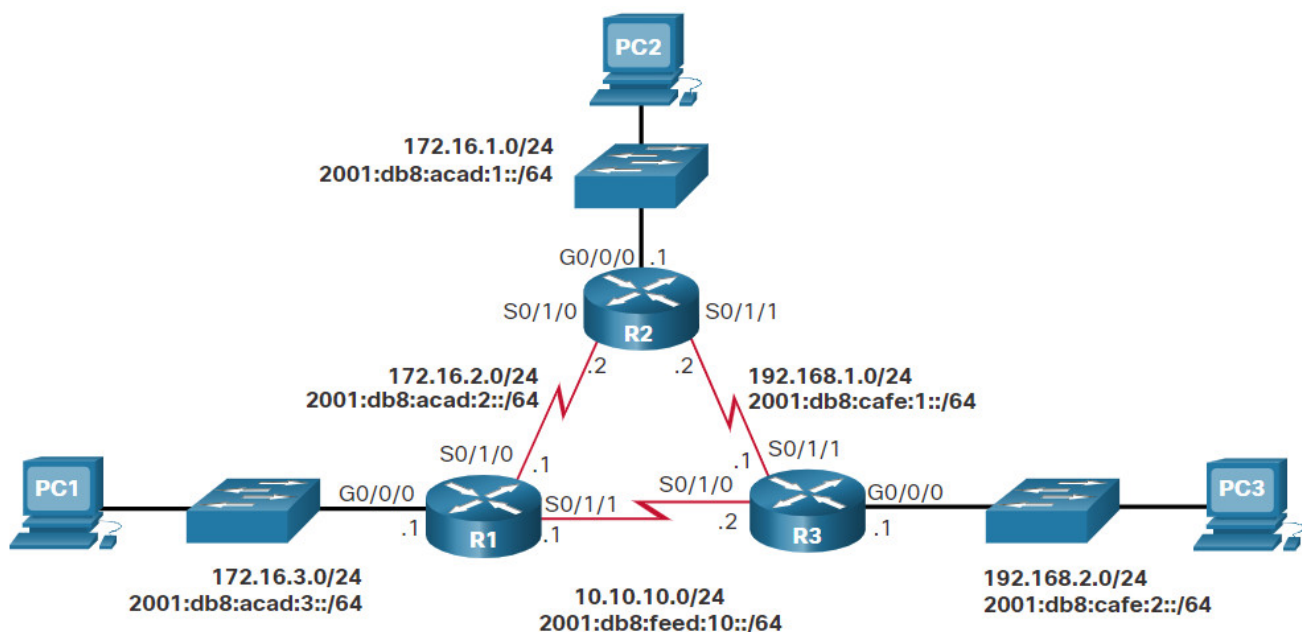 PC2
172.16.1.0/24
2001:db8:acad:1::/64
G0/0/0
.1
S0/1/0
S0/1/1
R2
.2
.2
172.16.2.0/24
2001:db8:acad:2::/64
192.168.1.0/24
2001:db8:cafe:1::/64
S0/1/0
.1
S0/1/1
.1
PC1
G0/0/0
.1
R1
S0/1/1
.1
S0/1/0
.2
R3
G0/0/0
.1
PC3
172.16.3.0/24
2001:db8:acad:3::/64
10.10.10.0/24
2001:db8:feed:10::/64
192.168.2.0/24
2001:db8:cafe:2::/64